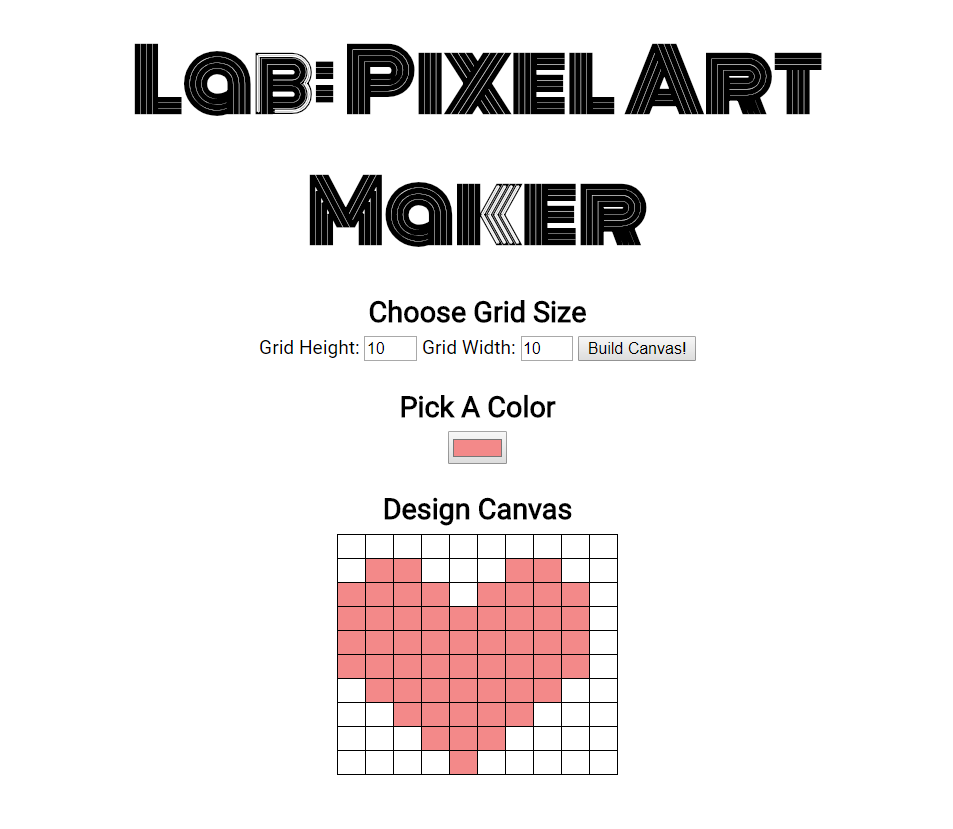 Lab: Pixel Art
Maker
Choose Grid Size
Grid Height: 10 Grid Width: 10 Build Canvas!
Pick A Color
Design Canvas